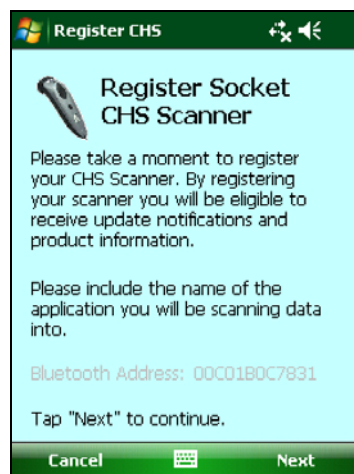 Register CHS
Register Socket
CHS Scanner
Please take a moment to register
your CHS Scanner. By registering
your scanner you will be eligible to
receive update notifications and
product information.
Please include the name of the
application you will be scanning data
into.
Bluetooth Address: 00C01B0C7831
Tap "Next" to continue.
Cancel Next